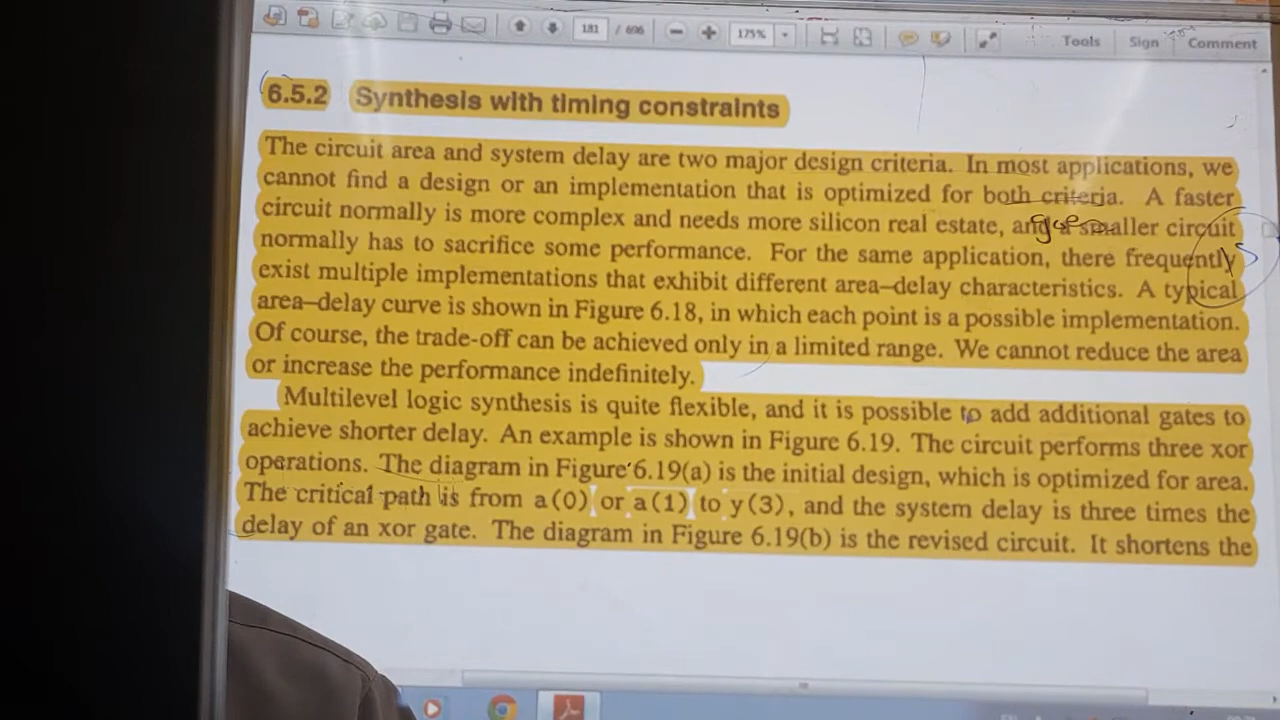 181 / 696 175% Tools Sign Comment
6.5.2 Synthesis with timing constraints
The circuit area and system delay are two major design criteria. In most applications, we
cannot find a design or an implementation that is optimized for both criteria. A faster
circuit normally is more complex and needs more silicon real estate, and a smaller circuit
normally has to sacrifice some performance. For the same application, there frequently
exist multiple implementations that exhibit different area–delay characteristics. A typical
area–delay curve is shown in Figure 6.18, in which each point is a possible implementation.
Of course, the trade-off can be achieved only in a limited range. We cannot reduce the area
or increase the performance indefinitely.
Multilevel logic synthesis is quite flexible, and it is possible to add additional gates to
achieve shorter delay. An example is shown in Figure 6.19. The circuit performs three xor
operations. The diagram in Figure 6.19(a) is the initial design, which is optimized for area.
The critical path is from a(0) or a(1) to y(3), and the system delay is three times the
delay of an xor gate. The diagram in Figure 6.19(b) is the revised circuit. It shortens the